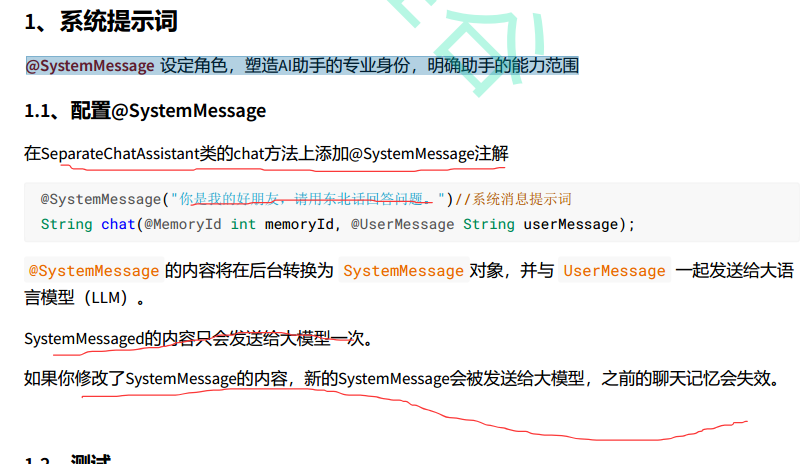 1、系统提示词
@SystemMessage 设定角色，塑造AI助手的专业身份，明确助手的能力范围
1.1、配置@SystemMessage
在SeparateChatAssistant类的chat方法上添加@SystemMessage注解
@SystemMessage("你是我的好朋友，请用东北话回答问题。")//系统消息提示词
String chat(@MemoryId int memoryId, @UserMessage String userMessage);
@SystemMessage 的内容将在后台转换为 SystemMessage 对象，并与 UserMessage 一起发送给大语
言模型（LLM）。
SystemMessaged的内容只会发送给大模型一次。
如果你修改了SystemMessage的内容，新的SystemMessage会被发送给大模型，之前的聊天记忆会失效。